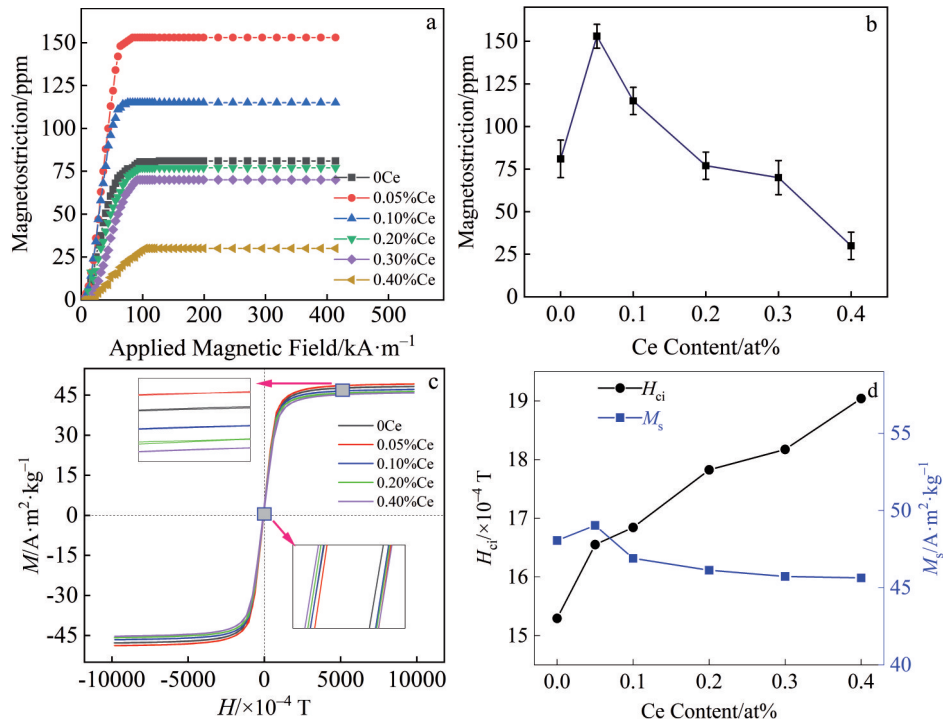 a
Magnetostriction/ppm
150
125
100
75
50
25
0
0Ce
0.05%Ce
0.10%Ce
0.20%Ce
0.30%Ce
0.40%Ce
0 100 200 300 400 500
Applied Magnetic Field/kA·m⁻¹
b
Magnetostriction/ppm
150
125
100
75
50
25
0
0.0 0.1 0.2 0.3 0.4
Ce Content/at%
c
M/A·m²·kg⁻¹
45
30
15
0
-15
-30
-45
0Ce
0.05%Ce
0.10%Ce
0.20%Ce
0.40%Ce
-10000 -5000 0 5000 10000
H/×10⁻⁴ T
d
Hci
Ms
Hci/×10⁻⁴ T
19
18
17
16
15
55
50
45
40
Ms/A·m²·kg⁻¹
0.0 0.1 0.2 0.3 0.4
Ce Content/at%